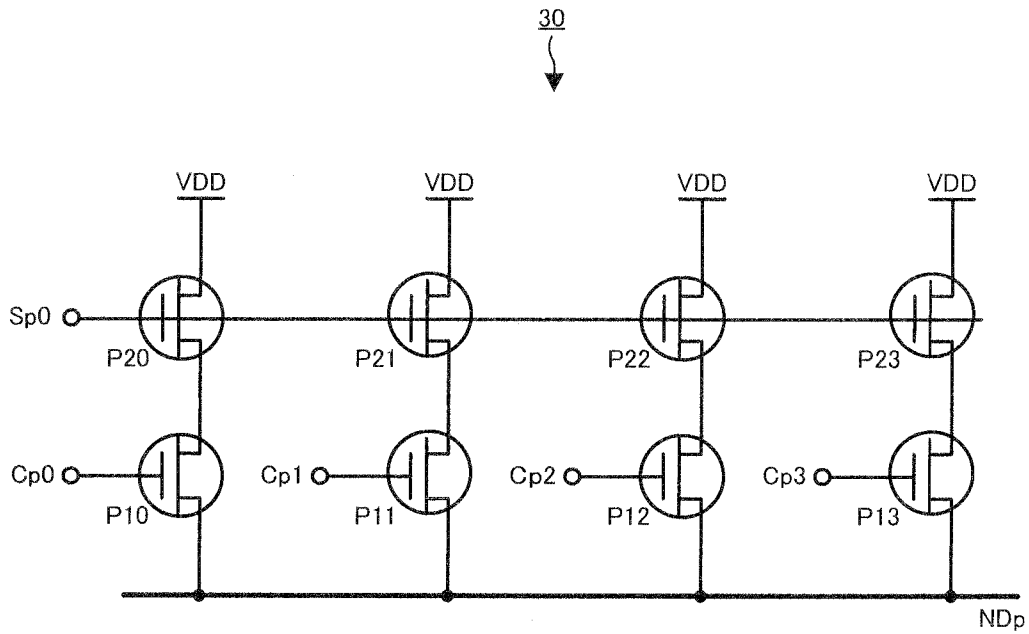 30
VDD VDD VDD VDD
Sp0
P20 P21 P22 P23
Cp0 Cp1 Cp2 Cp3
P10 P11 P12 P13
NDp